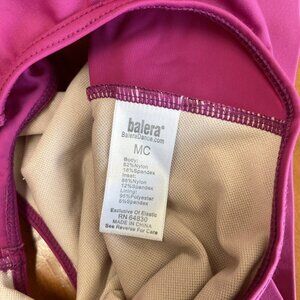 balera
BaleraDance.com
MC
Body:
82%Nylon
18%Spandex
Inset:
88%Nylon
12%Spandex
Lining:
95%Polyester
5%Spandex
Exclusive Of Elastic
RN 64830
MADE IN CHINA
See Reverse For Care